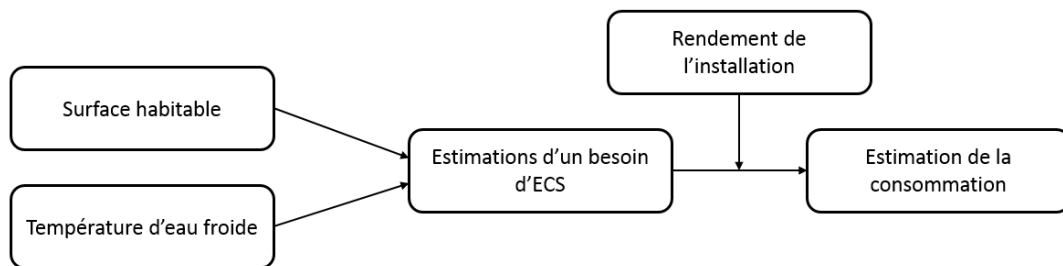 Rendement de
l'installation
Surface habitable
Estimations d'un besoin
d'ECS
Estimation de la
consommation
Température d'eau froide